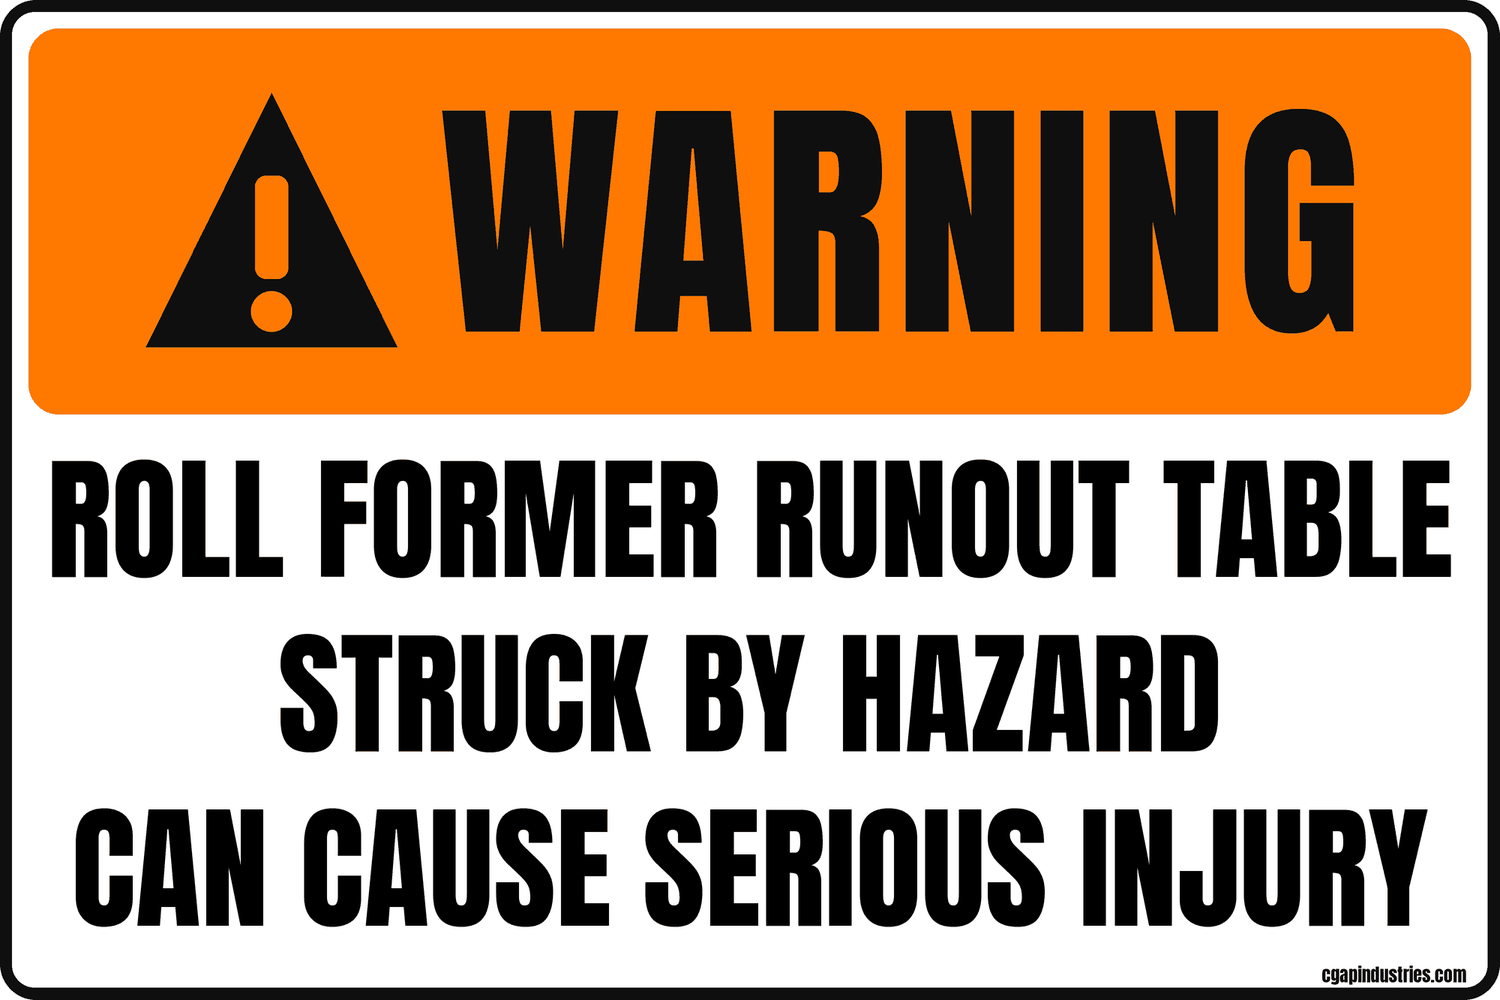 WARNING
ROLL FORMER RUNOUT TABLE
STRUCK BY HAZARD
CAN CAUSE SERIOUS INJURY
cgapindustries.com